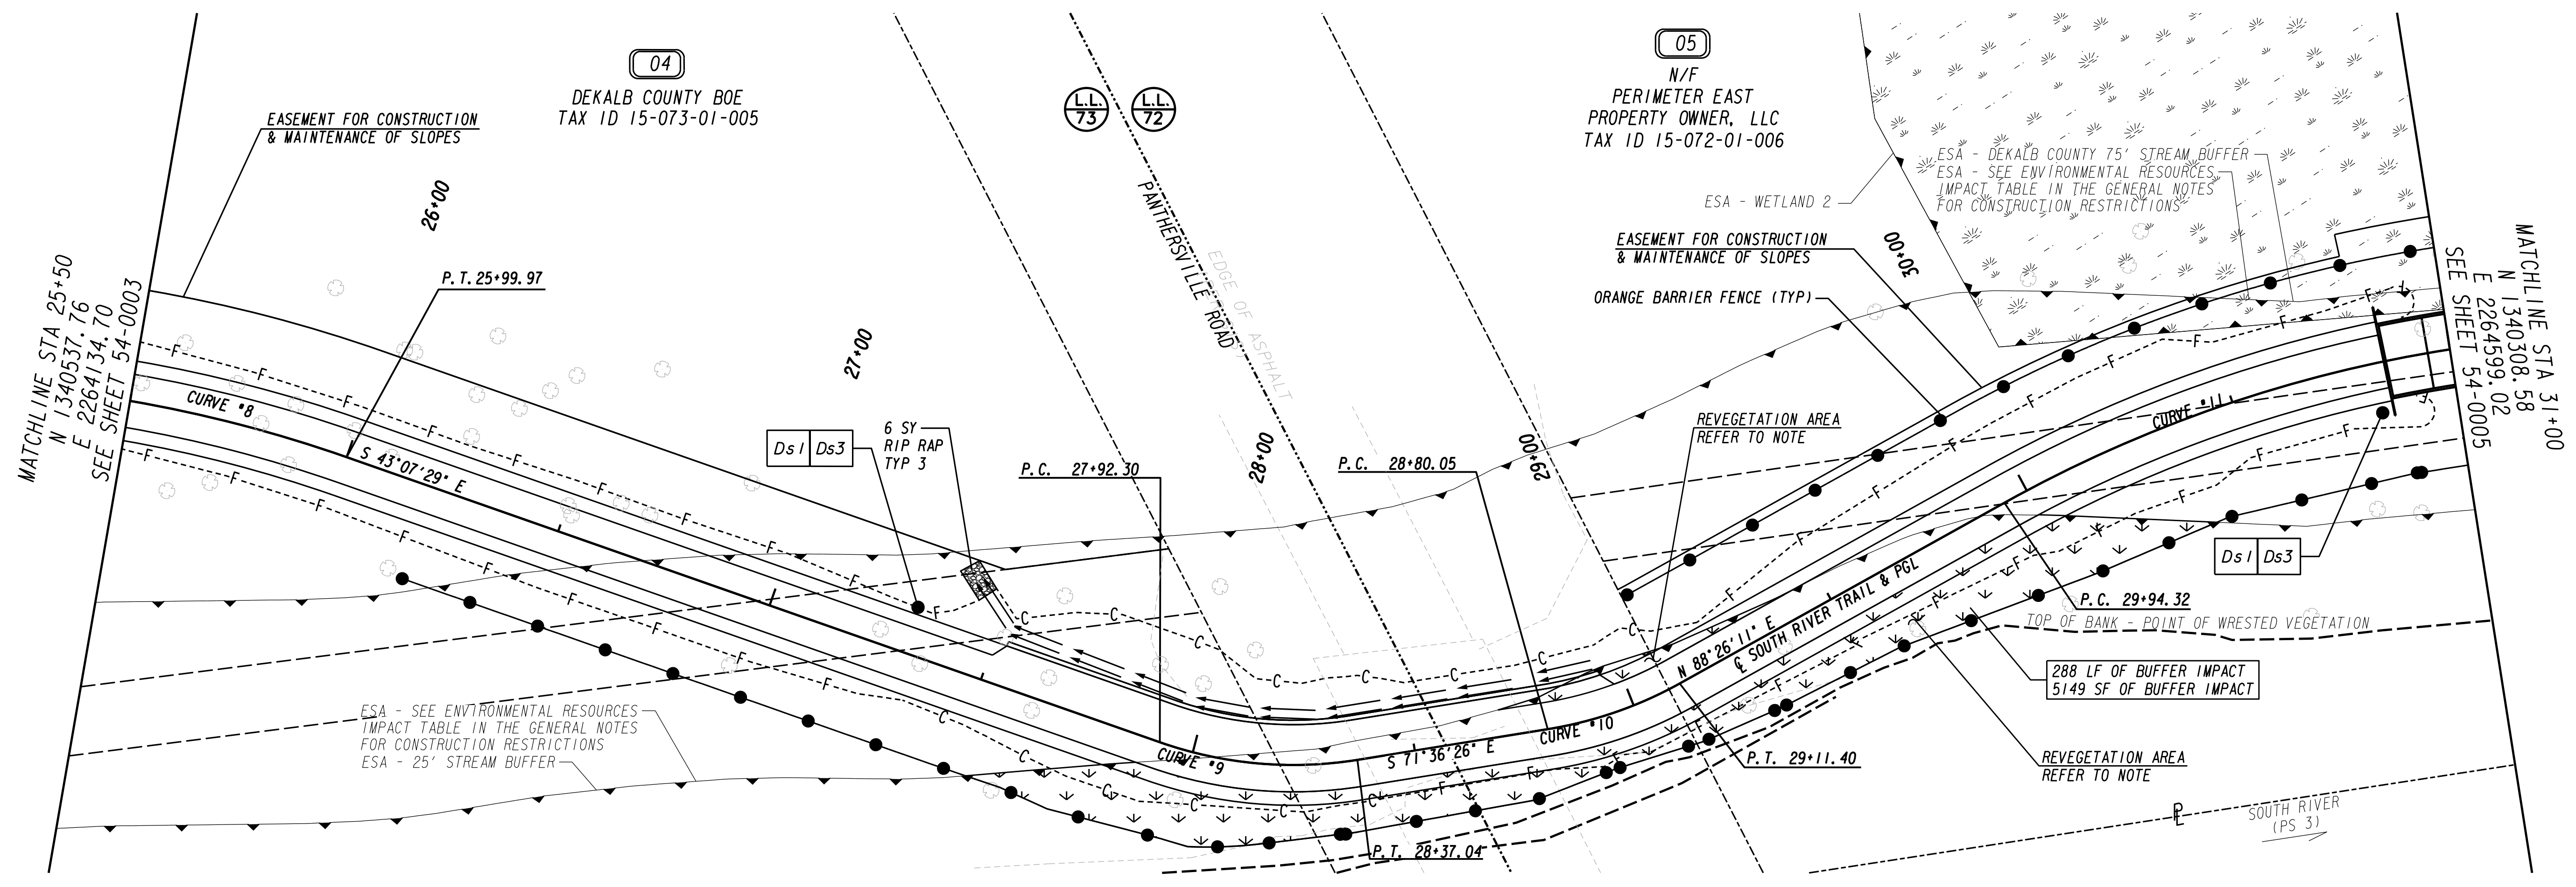 MATCHLINE STA 25+50
N 1340537.76
E 2264134.70
SEE SHEET 54-0003
EASEMENT FOR CONSTRUCTION
& MAINTENANCE OF SLOPES
04
DEKALB COUNTY BOE
TAX ID 15-073-01-005
26+00
P.T. 25+99.97
CURVE #8
S 43°07'29" E
27+00
Ds1 Ds3
6 SY
RIP RAP
TYP 3
P.C. 27+92.30
L.L.
73
L.L.
72
PANTHERSVILLE ROAD
EDGE OF ASPHALT
28+00
P.C. 28+80.05
29+00
CURVE #9
S 71°36'26" E
CURVE #10
P.T. 28+37.04
P.T. 29+11.40
ESA - SEE ENVIRONMENTAL RESOURCES
IMPACT TABLE IN THE GENERAL NOTES
FOR CONSTRUCTION RESTRICTIONS
ESA - 25' STREAM BUFFER
05
N/F
PERIMETER EAST
PROPERTY OWNER, LLC
TAX ID 15-072-01-006
ESA - DEKALB COUNTY 75' STREAM BUFFER
ESA - SEE ENVIRONMENTAL RESOURCES
IMPACT TABLE IN THE GENERAL NOTES
FOR CONSTRUCTION RESTRICTIONS
ESA - WETLAND 2
EASEMENT FOR CONSTRUCTION
& MAINTENANCE OF SLOPES
30+00
ORANGE BARRIER FENCE (TYP)
REVEGETATION AREA
REFER TO NOTE
CURVE #11
N 88°26'11" E
℄ SOUTH RIVER TRAIL & PGL
Ds1 Ds3
P.C. 29+94.32
TOP OF BANK - POINT OF WRESTED VEGETATION
288 LF OF BUFFER IMPACT
5149 SF OF BUFFER IMPACT
REVEGETATION AREA
REFER TO NOTE
SOUTH RIVER
(PS 3)
MATCHLINE STA 31+00
N 1340308.58
E 2264599.02
SEE SHEET 54-0005